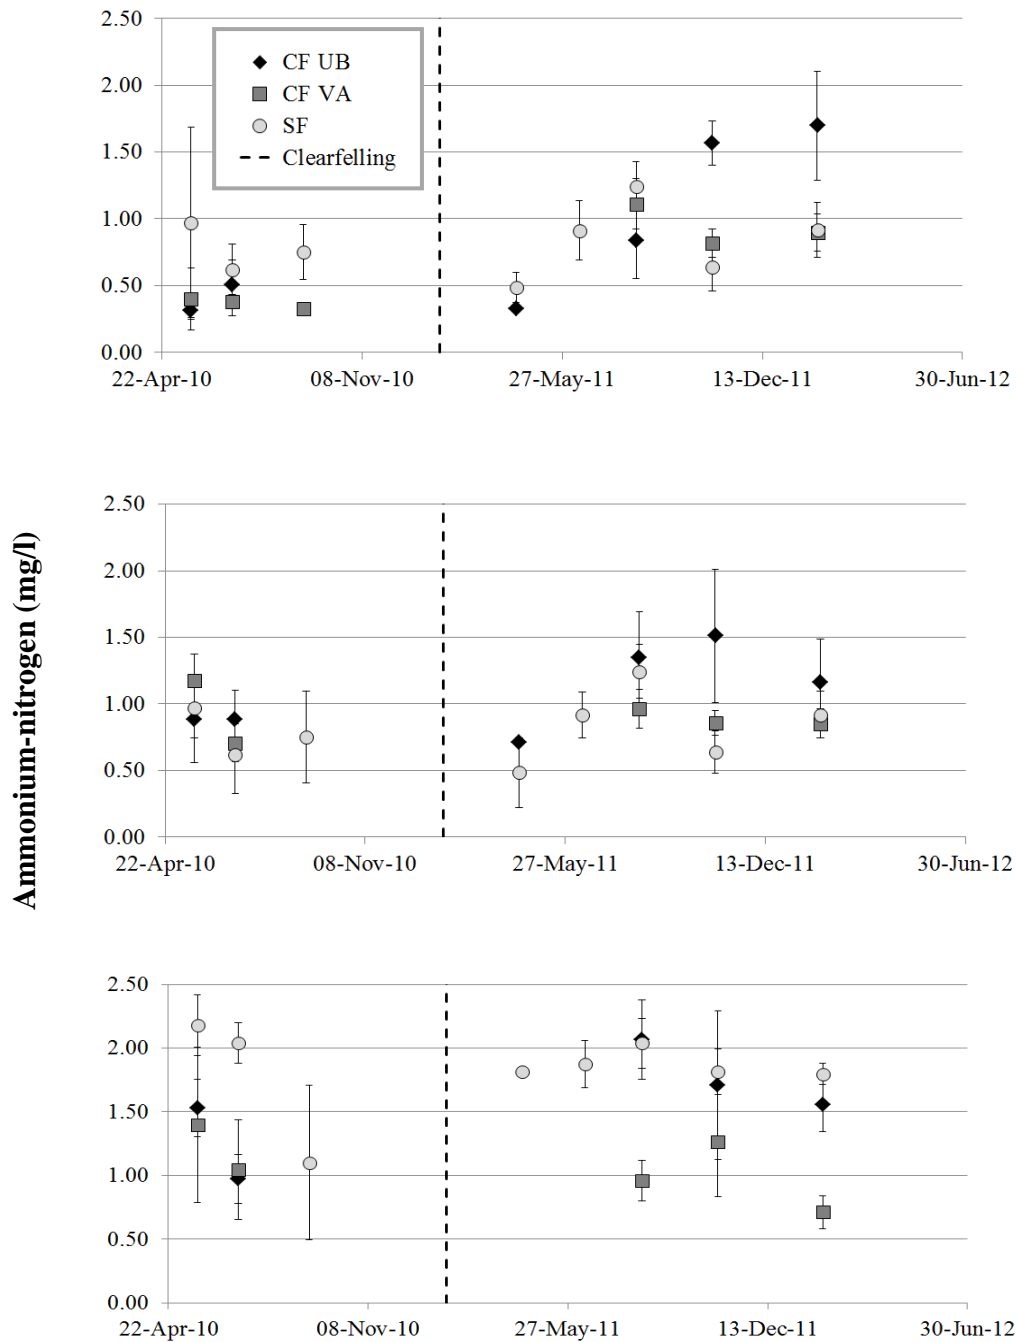 2.50
CF UB
CF VA
SF
Clearfelling
2.00
1.50
1.00
0.50
0.00
22-Apr-10 08-Nov-10 27-May-11 13-Dec-11 30-Jun-12
Ammonium-nitrogen (mg/l)
2.50
2.00
1.50
1.00
0.50
0.00
22-Apr-10 08-Nov-10 27-May-11 13-Dec-11 30-Jun-12
2.50
2.00
1.50
1.00
0.50
0.00
22-Apr-10 08-Nov-10 27-May-11 13-Dec-11 30-Jun-12